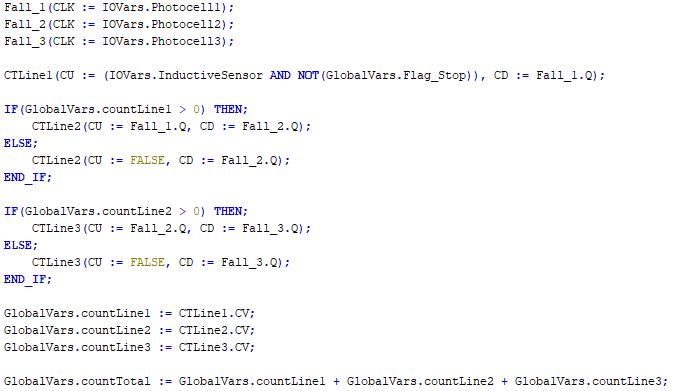 Fall_1(CLK := IOVars.Photocell1);
Fall_2(CLK := IOVars.Photocell2);
Fall_3(CLK := IOVars.Photocell3);
CTLine1(CU := (IOVars.InductiveSensor AND NOT(GlobalVars.Flag_Stop)), CD := Fall_1.Q);
IF(GlobalVars.countLine1 > 0) THEN;
CTLine2(CU := Fall_1.Q, CD := Fall_2.Q);
ELSE;
CTLine2(CU := FALSE, CD := Fall_2.Q);
END_IF;
IF(GlobalVars.countLine2 > 0) THEN;
CTLine3(CU := Fall_2.Q, CD := Fall_3.Q);
ELSE;
CTLine3(CU := FALSE, CD := Fall_3.Q);
END_IF;
GlobalVars.countLine1 := CTLine1.CV;
GlobalVars.countLine2 := CTLine2.CV;
GlobalVars.countLine3 := CTLine3.CV;
GlobalVars.countTotal := GlobalVars.countLine1 + GlobalVars.countLine2 + GlobalVars.countLine3;